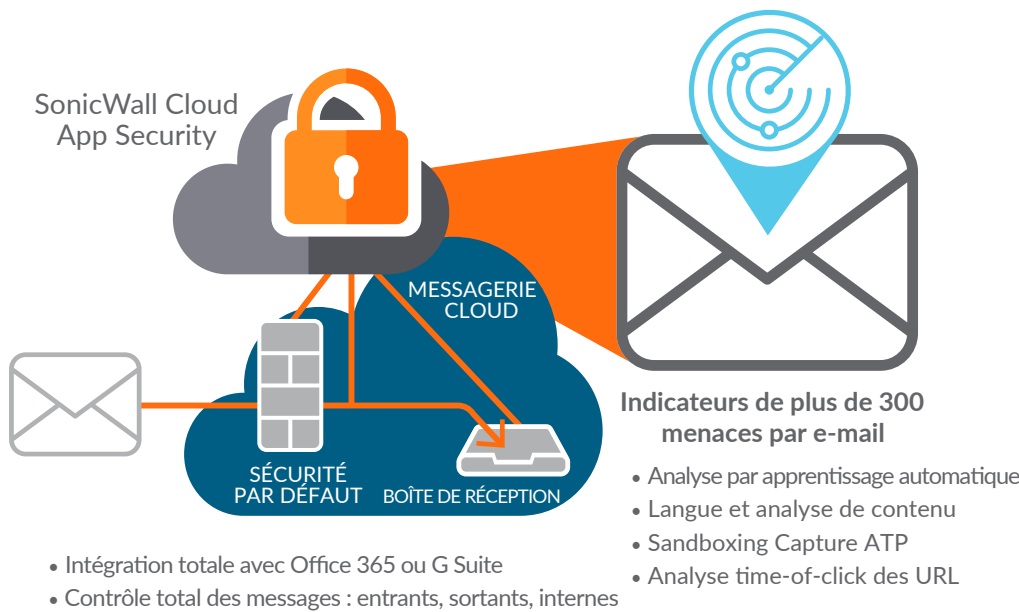 SonicWall Cloud
App Security
MESSAGERIE
CLOUD
SÉCURITÉ
PAR DÉFAUT
BOÎTE DE RÉCEPTION
Indicateurs de plus de 300
menaces par e-mail
• Analyse par apprentissage automatique
• Langue et analyse de contenu
• Sandboxing Capture ATP
• Analyse time-of-click des URL
• Intégration totale avec Office 365 ou G Suite
• Contrôle total des messages : entrants, sortants, internes